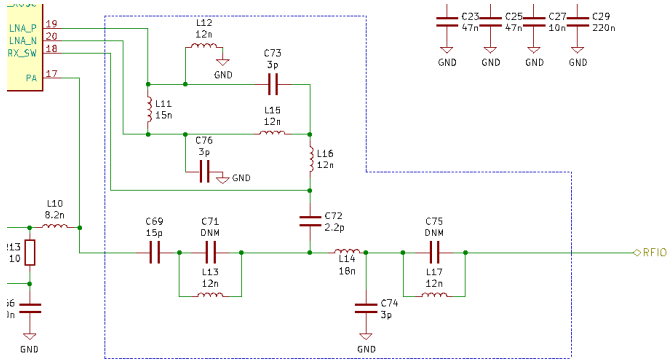 19
LNA_P
20
LNA_N
18
RX_SW
17
PA
L12
12n
GND
C73
3p
L11
15n
L15
12n
C76
3p
GND
L16
12n
C23
47n
C25
47n
C27
10n
C29
220n
GND
GND
GND
GND
L10
8.2n
10
GND
C69
15p
C71
DNM
L13
12n
C72
2.2p
L14
18n
C74
3p
GND
C75
DNM
L17
12n
RFIO